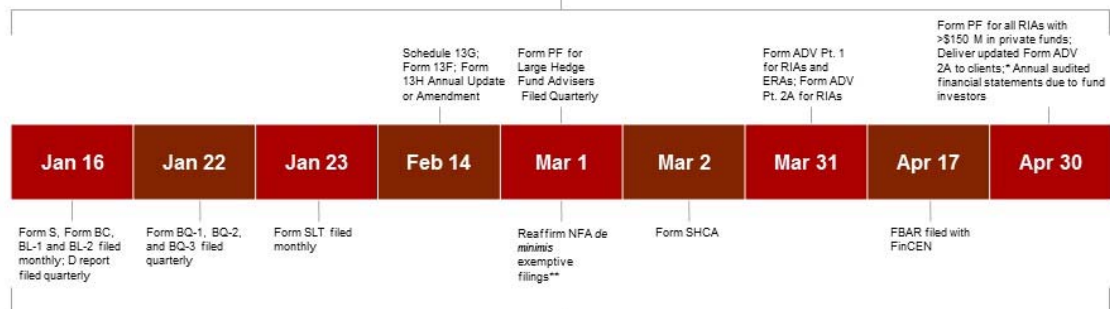 Schedule 13G;
Form 13F; Form
13H Annual Update
or Amendment
Form PF for
Large Hedge
Fund Advisers
Filed Quarterly
Form ADV Pt. 1
for RIAs and
ERAs; Form ADV
Pt. 2A for RIAs
Form PF for all RIAs with
>$150 M in private funds;
Deliver updated Form ADV
2A to clients;* Annual audited
financial statements due to fund
investors
Jan 16
Jan 22
Jan 23
Feb 14
Mar 1
Mar 2
Mar 31
Apr 17
Apr 30
Form S, Form BC,
BL-1 and BL-2 filed
monthly; D report
filed quarterly
Form BQ-1, BQ-2,
and BQ-3 filed
quarterly
Form SLT filed
monthly
Reaffirm NFA de
minimis
exemptive
filings**
Form SHCA
FBAR filed with
FinCEN